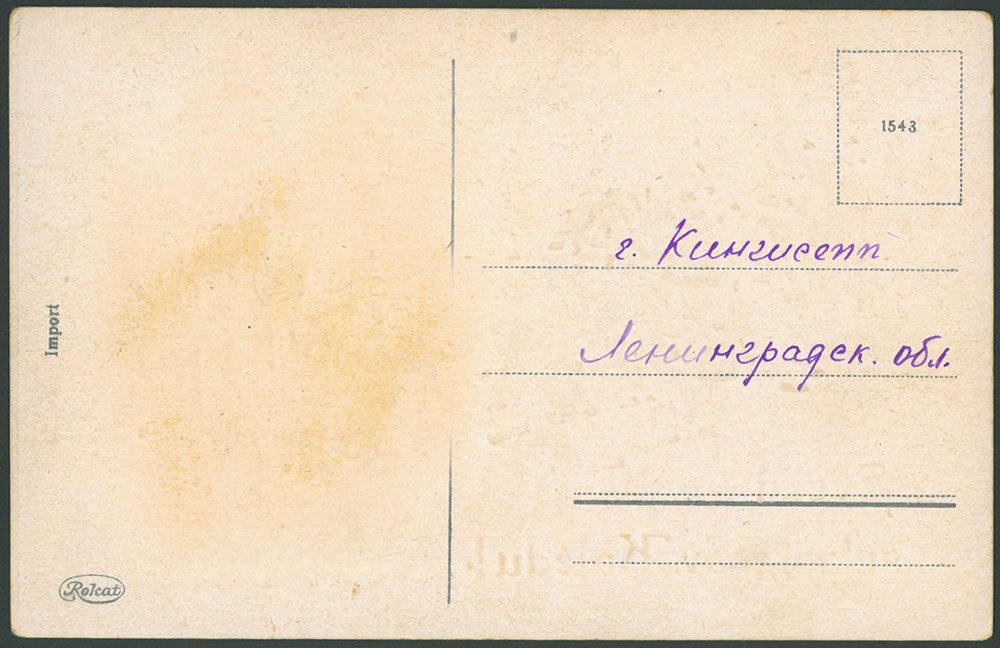 1543
г. Кингисепп
Ленинградск. обл.
Import
Rokat